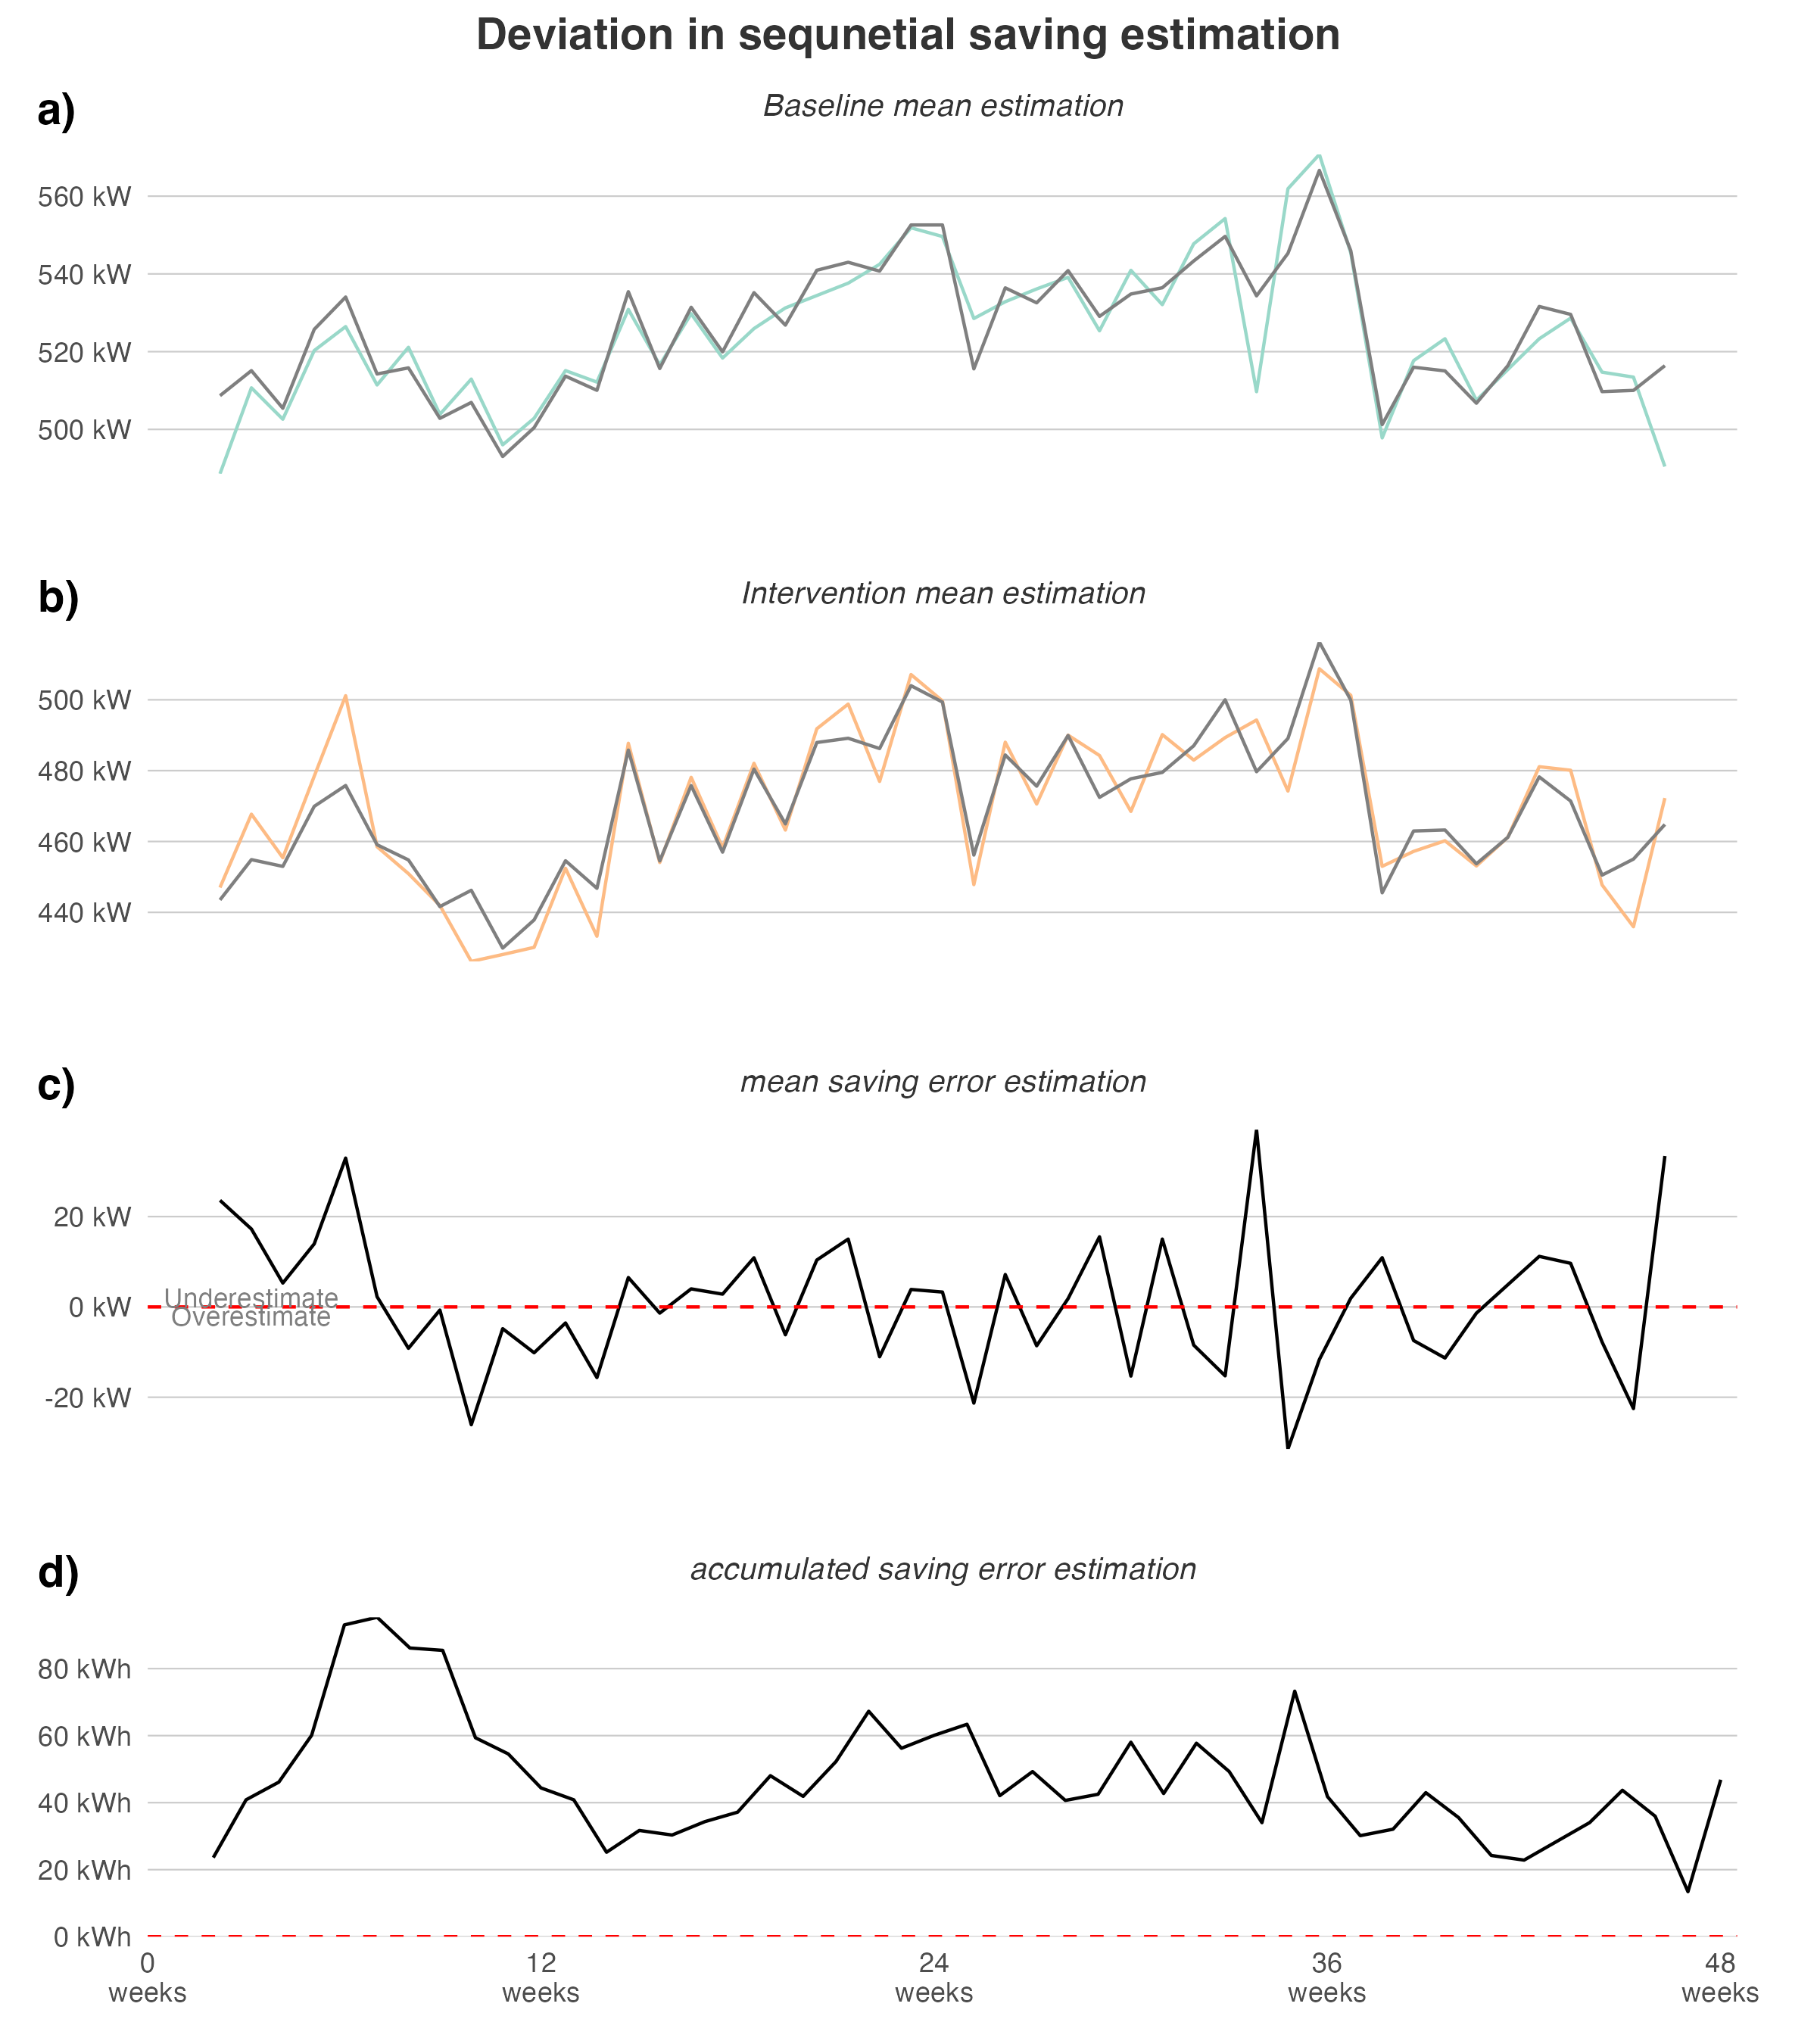 Deviation in sequnetial saving estimation
a)
Baseline mean estimation
560 kW
540 kW
520 kW
500 kW
b)
Intervention mean estimation
500 kW
480 kW
460 kW
440 kW
c)
mean saving error estimation
20 kW
Underestimate
0 kW
Overestimate
-20 kW
d)
accumulated saving error estimation
80 kWh
60 kWh
40 kWh
20 kWh
0 kWh
0 12 24 36 48
weeks weeks weeks weeks weeks